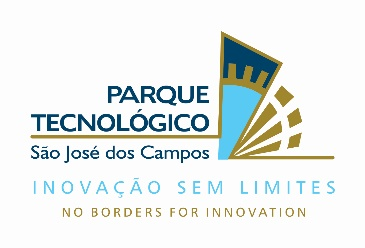 PARQUE
TECNOLÓGICO
São José dos Campos
INOVAÇÃO SEM LIMITES
NO BORDERS FOR INNOVATION